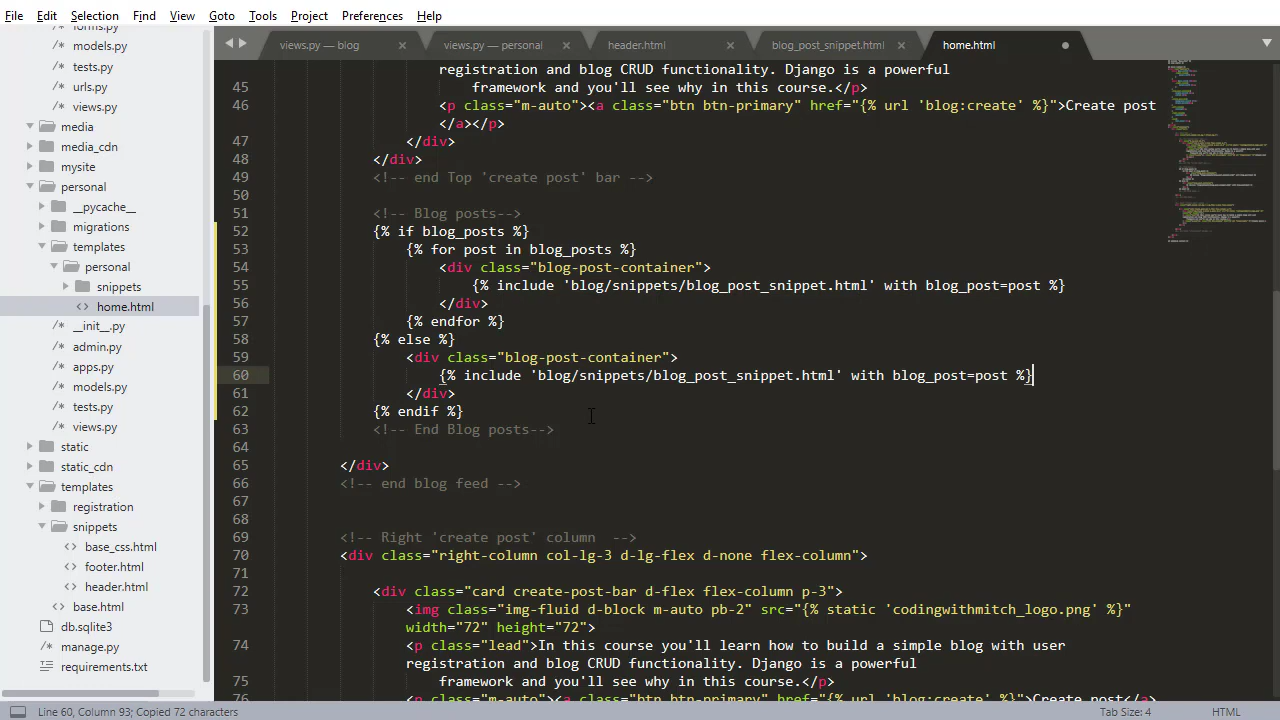 File Edit Selection Find View Goto Tools Project Preferences Help
views.py — blog × views.py — personal × header.html × blog_post_snippet.html × home.html
forms.py
models.py
tests.py
urls.py
views.py
media
media_cdn
mysite
personal
__pycache__
migrations
templates
personal
snippets
home.html
__init__.py
admin.py
apps.py
models.py
tests.py
views.py
static
static_cdn
templates
registration
snippets
base_css.html
footer.html
header.html
base.html
db.sqlite3
manage.py
requirements.txt
registration and blog CRUD functionality. Django is a powerful
45 framework and you'll see why in this course.</p>
46 <p class="m-auto"><a class="btn btn-primary" href="{% url 'blog:create' %}">Create post
</a></p>
47 </div>
48 </div>
49 <!-- end Top 'create post' bar -->
50
51 <!-- Blog posts-->
52 {% if blog_posts %}
53 {% for post in blog_posts %}
54 <div class="blog-post-container">
55 {% include 'blog/snippets/blog_post_snippet.html' with blog_post=post %}
56 </div>
57 {% endfor %}
58 {% else %}
59 <div class="blog-post-container">
60 {% include 'blog/snippets/blog_post_snippet.html' with blog_post=post %}
61 </div>
62 {% endif %}
63 <!-- End Blog posts-->
64
65 </div>
66 <!-- end blog feed -->
67
68
69 <!-- Right 'create post' column  -->
70 <div class="right-column col-lg-3 d-lg-flex d-none flex-column">
71
72 <div class="card create-post-bar d-flex flex-column p-3">
73 <img class="img-fluid d-block m-auto pb-2" src="{% static 'codingwithmitch_logo.png' %}"
width="72" height="72">
74 <p class="lead">In this course you'll learn how to build a simple blog with user
registration and blog CRUD functionality. Django is a powerful
75 framework and you'll see why in this course.</p>
76 <p class="m-auto"><a class="btn btn-primary" href="{% url 'blog:create' %}">Create post</a>
Line 60, Column 93; Copied 72 characters Tab Size: 4 HTML